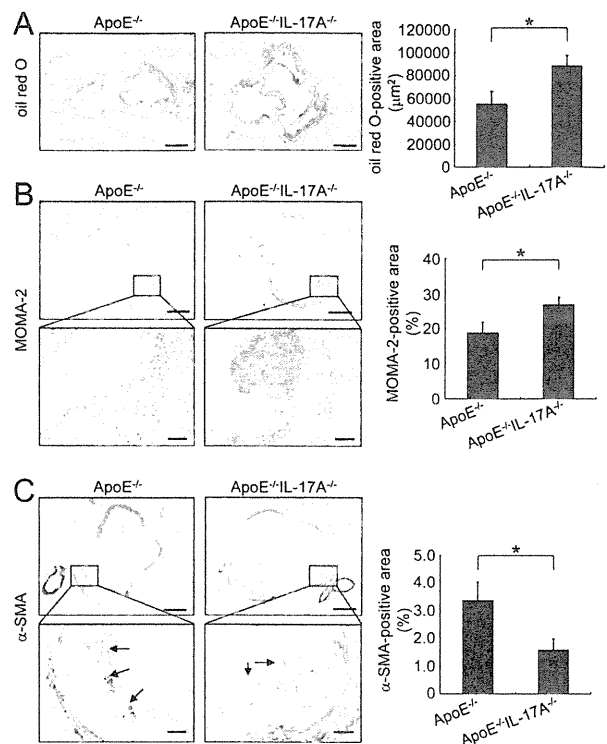 A
ApoE-/-
ApoE-/-IL-17A-/-
oil red O
oil red O-positive area
(μm2)
120000
100000
80000
60000
40000
20000
0
*
ApoE-/-
ApoE-/-IL-17A-/-
B
ApoE-/-
ApoE-/-IL-17A-/-
MOMA-2
MOMA-2-positive area
(%)
40
30
20
10
0
*
ApoE-/-
ApoE-/-IL-17A-/-
C
ApoE-/-
ApoE-/-IL-17A-/-
α-SMA
α-SMA-positive area
(%)
5.0
4.0
3.0
2.0
1.0
0
*
ApoE-/-
ApoE-/-IL-17A-/-